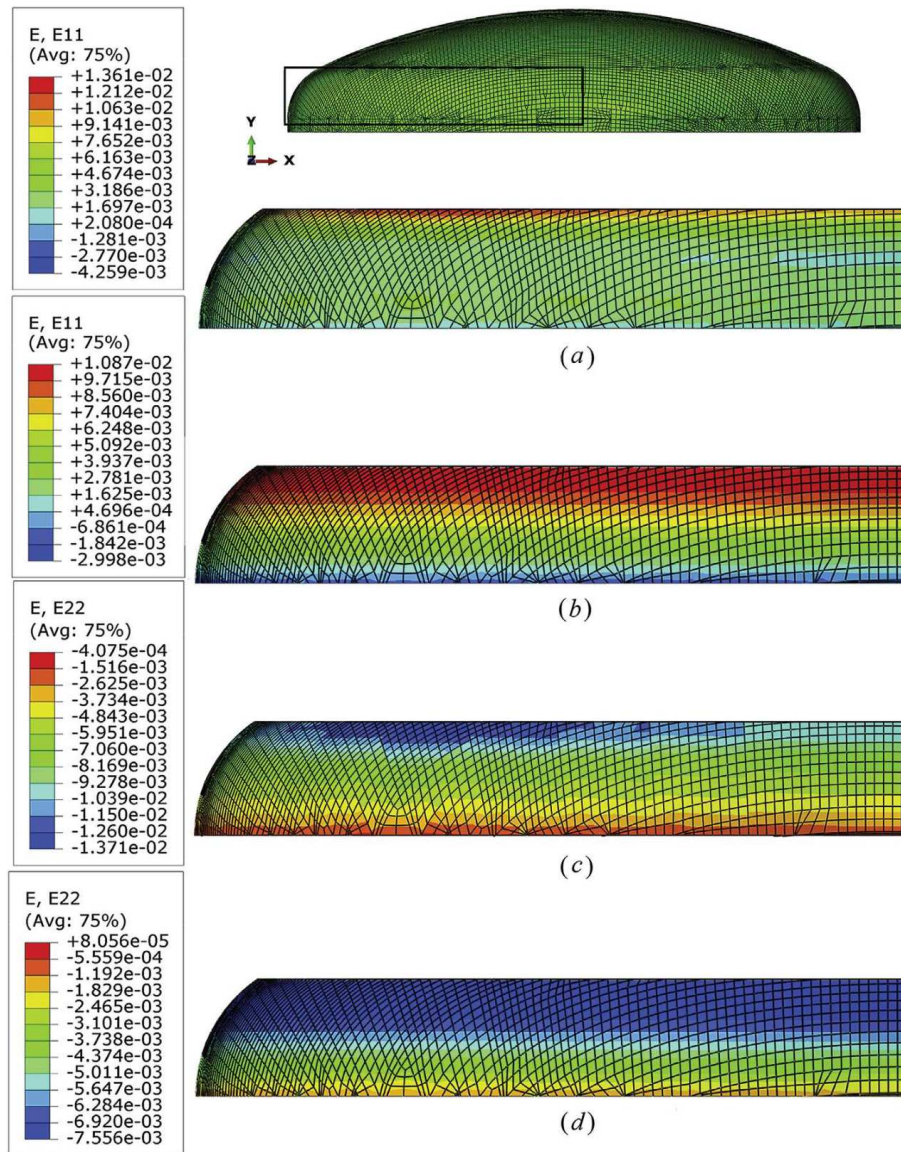 E, E11
(Avg: 75%)
+1.361e-02
+1.212e-02
+1.063e-02
+9.141e-03
+7.652e-03
+6.163e-03
+4.674e-03
+3.186e-03
+1.697e-03
+2.080e-04
-1.281e-03
-2.770e-03
-4.259e-03
Y
Z
X
(a)
E, E11
(Avg: 75%)
+1.087e-02
+9.715e-03
+8.560e-03
+7.404e-03
+6.248e-03
+5.092e-03
+3.937e-03
+2.781e-03
+1.625e-03
+4.696e-04
-6.861e-04
-1.842e-03
-2.998e-03
(b)
E, E22
(Avg: 75%)
-4.075e-04
-1.516e-03
-2.625e-03
-3.734e-03
-4.843e-03
-5.951e-03
-7.060e-03
-8.169e-03
-9.278e-03
-1.039e-02
-1.150e-02
-1.260e-02
-1.371e-02
(c)
E, E22
(Avg: 75%)
+8.056e-05
-5.559e-04
-1.192e-03
-1.829e-03
-2.465e-03
-3.101e-03
-3.738e-03
-4.374e-03
-5.011e-03
-5.647e-03
-6.284e-03
-6.920e-03
-7.556e-03
(d)